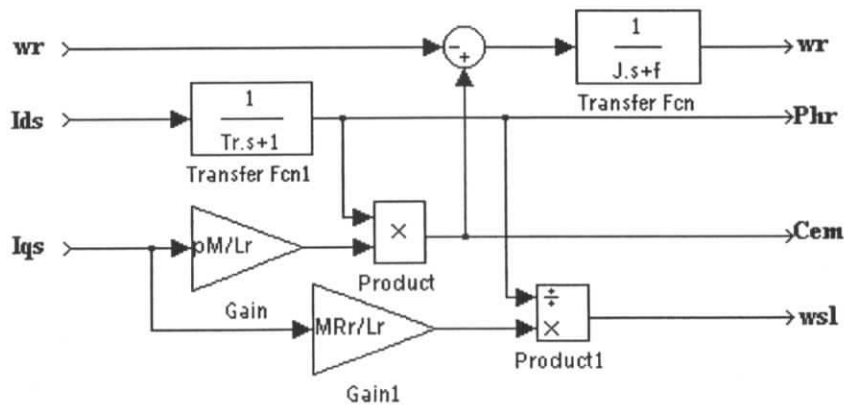 wr
-
+
1
J.s+f
Transfer Fcn
wr
Ids
1
Tr.s+1
Transfer Fcn1
Phr
Iqs
pM/Lr
Gain
×
Product
Cem
MRr/Lr
Gain1
÷
×
Product1
wsl